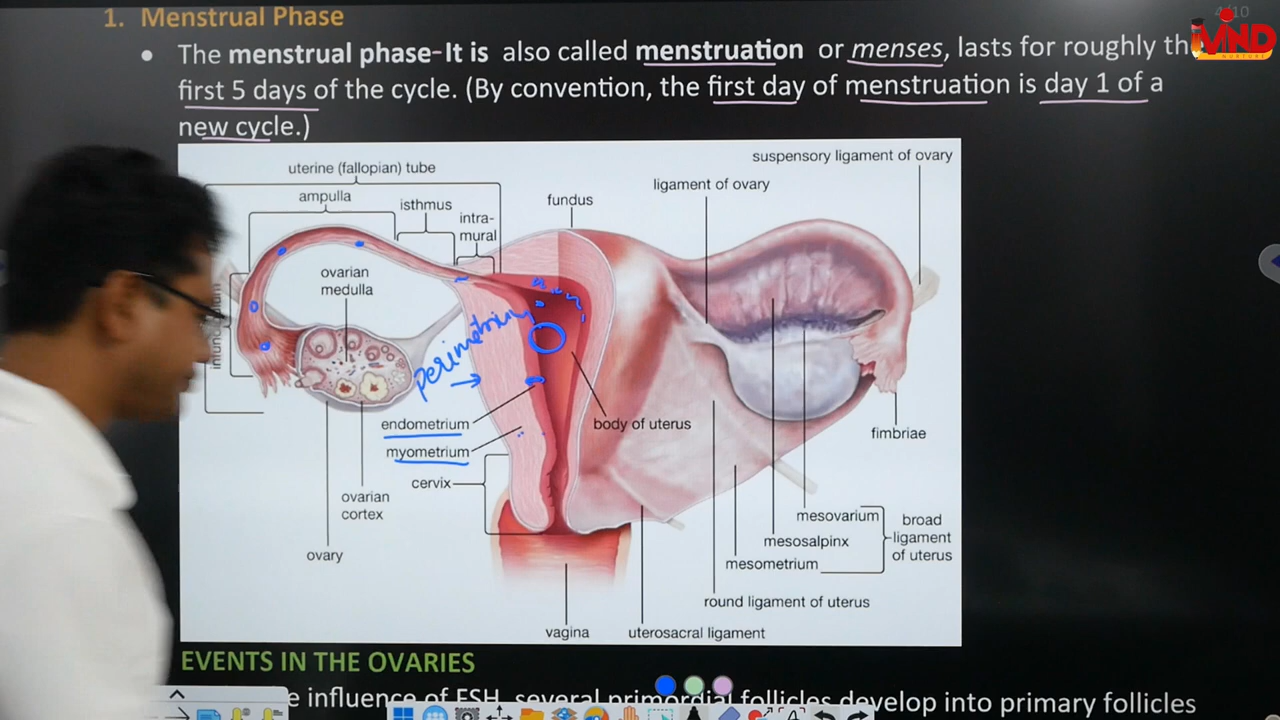 4/10
MIND
NURTURE
1. Menstrual Phase
• The menstrual phase-It is also called menstruation or menses, lasts for roughly th
first 5 days of the cycle. (By convention, the first day of menstruation is day 1 of a
new cycle.)
suspensory ligament of ovary
uterine (fallopian) tube
ligament of ovary
ampulla
fundus
isthmus
intra-
mural
ovarian
medulla
perimetrium
endometrium
body of uterus
fimbriae
myometrium
cervix
ovarian
cortex
mesovarium
broad
ligament
of uterus
mesosalpinx
ovary
mesometrium
round ligament of uterus
vagina
uterosacral ligament
EVENTS IN THE OVARIES
e influence of FSH, several primordial follicles develop into primary follicles